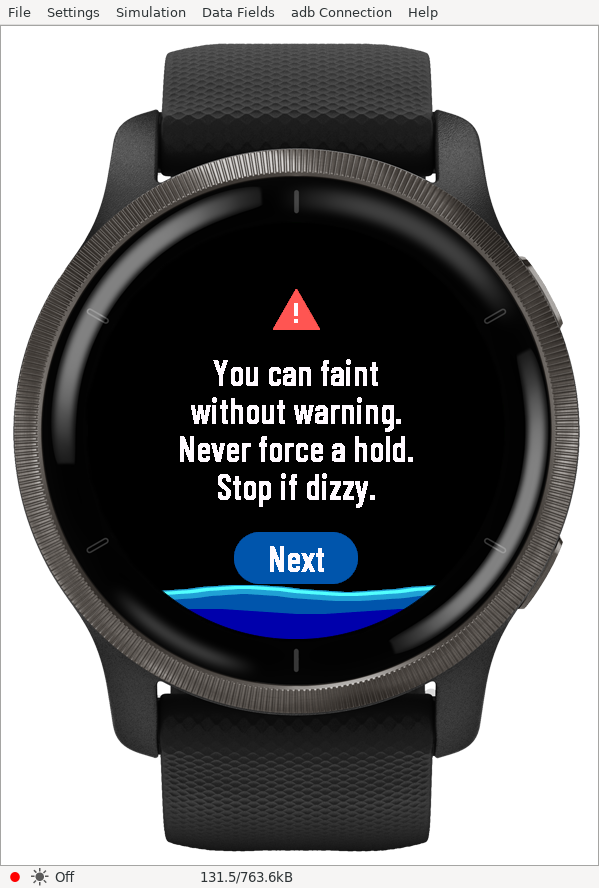 File Settings Simulation Data Fields adb Connection Help
!
You can faint
without warning.
Never force a hold.
Stop if dizzy.
Next
Off 131.5/763.6kB